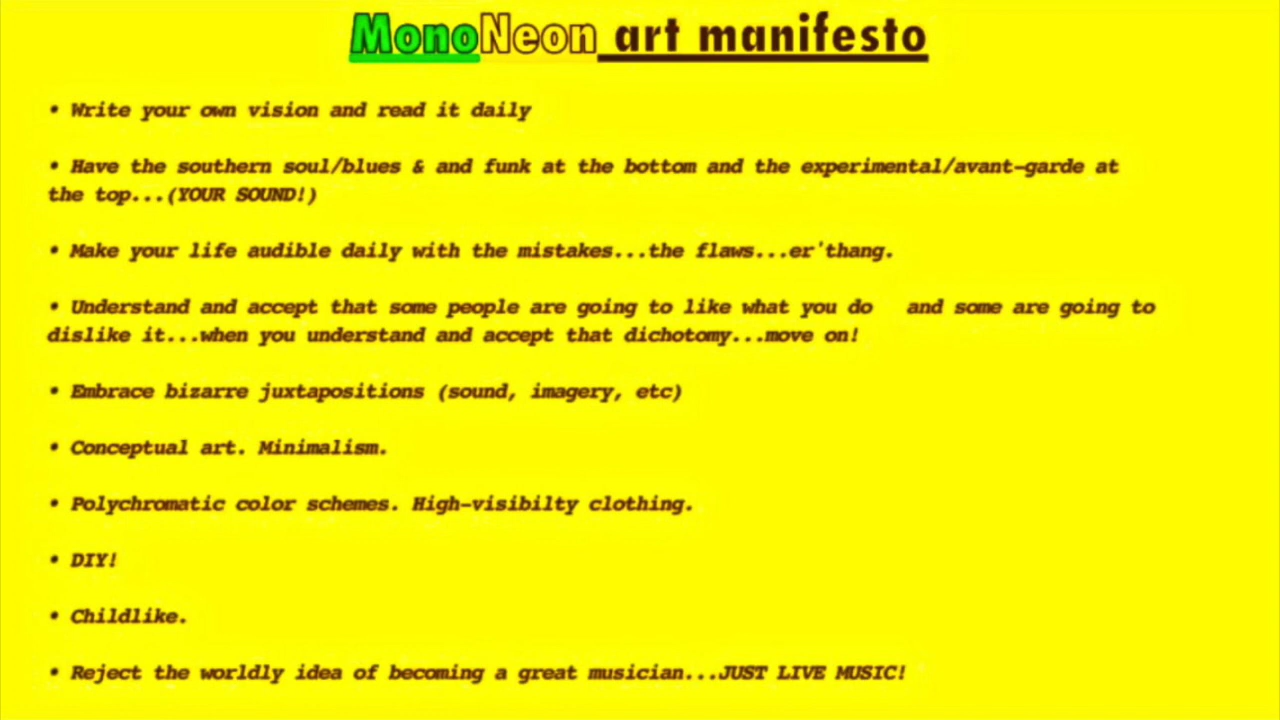 MonoNeon art manifesto
• Write your own vision and read it daily
• Have the southern soul/blues & and funk at the bottom and the experimental/avant-garde at
the top...(YOUR SOUND!)
• Make your life audible daily with the mistakes...the flaws...er'thang.
• Understand and accept that some people are going to like what you do and some are going to
dislike it...when you understand and accept that dichotomy...move on!
• Embrace bizarre juxtapositions (sound, imagery, etc)
• Conceptual art. Minimalism.
• Polychromatic color schemes. High-visibilty clothing.
• DIY!
• Childlike.
• Reject the worldly idea of becoming a great musician...JUST LIVE MUSIC!